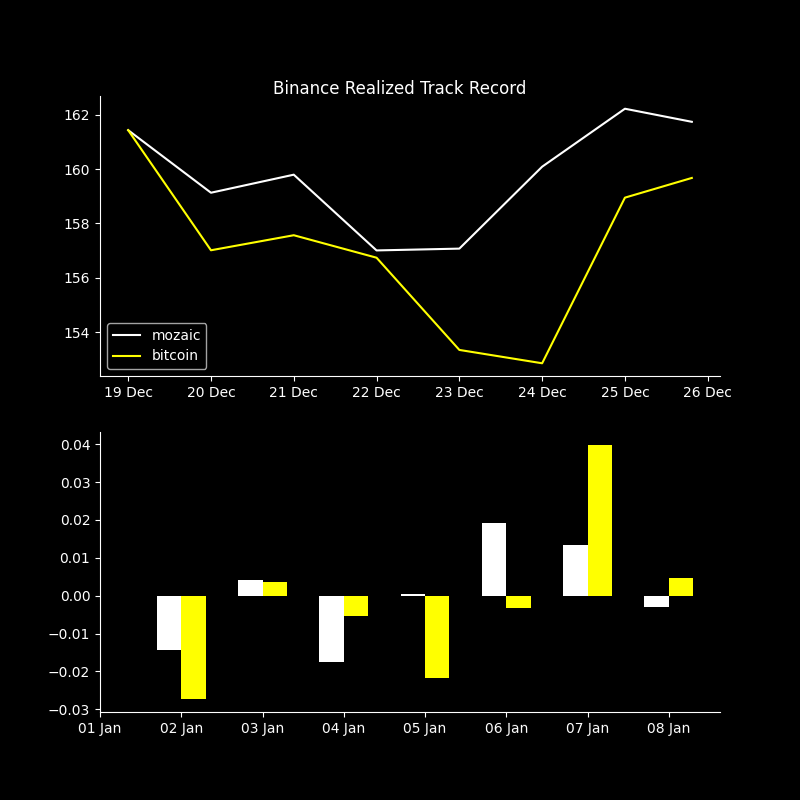 Binance Realized Track Record
162
160
158
156
154
mozaic
bitcoin
19 Dec 20 Dec 21 Dec 22 Dec 23 Dec 24 Dec 25 Dec 26 Dec
0.04
0.03
0.02
0.01
0.00
−0.01
−0.02
−0.03
01 Jan 02 Jan 03 Jan 04 Jan 05 Jan 06 Jan 07 Jan 08 Jan